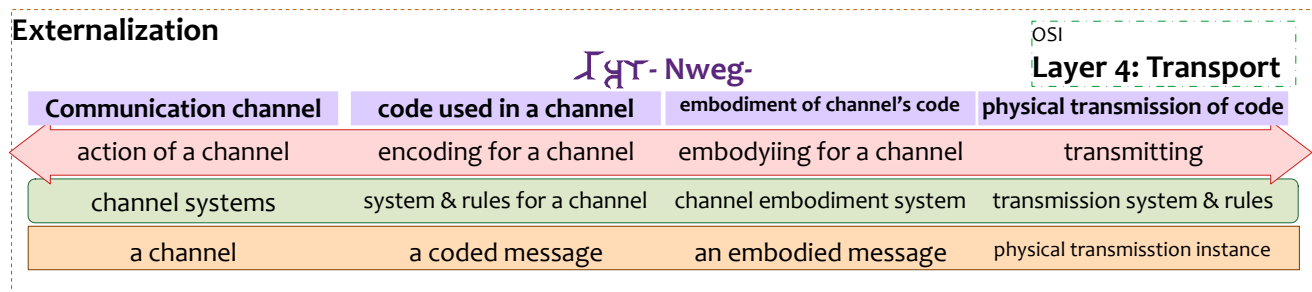 Externalization
OSI
- Nweg-
Layer 4: Transport
Communication channel code used in a channel embodiment of channel's code physical transmission of code
action of a channel encoding for a channel embodyiing for a channel transmitting
channel systems system & rules for a channel channel embodiment system transmission system & rules
a channel a coded message an embodied message physical transmisstion instance